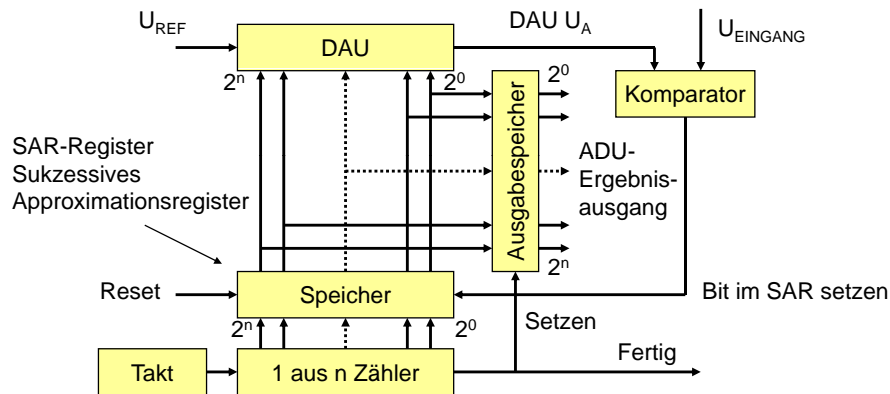 U_REF
DAU
DAU U_A
U_EINGANG
2^n
2^0
2^0
Komparator
Ausgabespeicher
SAR-Register
Sukzessives
Approximationsregister
ADU-
Ergebnis-
ausgang
2^n
Reset
Speicher
Bit im SAR setzen
2^n
2^0
Setzen
Fertig
Takt
1 aus n Zähler